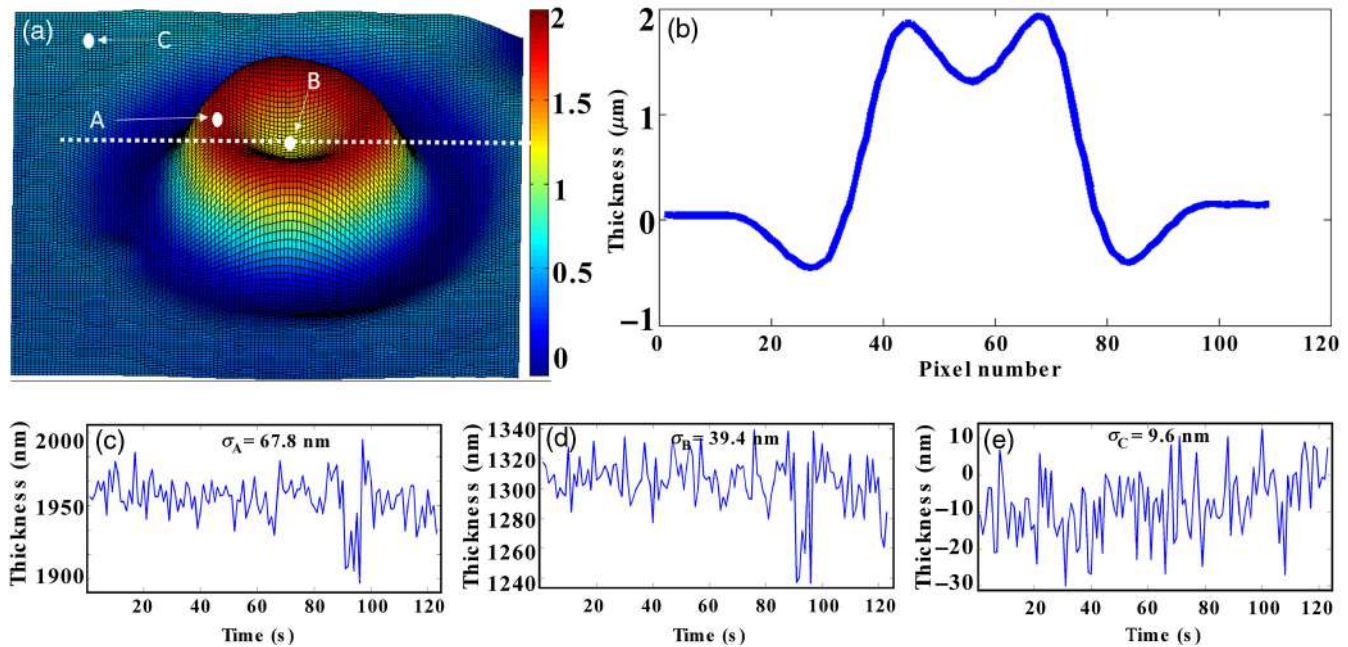 (a)
C
A
B
2
1.5
1
0.5
0
(b)
2
1
0
−1
Thickness (μm)
0 20 40 60 80 100 120
Pixel number
(c)
σA= 67.8 nm
2000
1950
1900
Thickness (nm)
20 40 60 80 100 120
Time (s)
(d)
σB= 39.4 nm
1340
1320
1300
1280
1260
1240
Thickness (nm)
0 20 40 60 80 100 120
Time (s)
(e)
σC= 9.6 nm
10
0
−10
−20
−30
Thickness (nm)
20 40 60 80 100 120
Time (s)